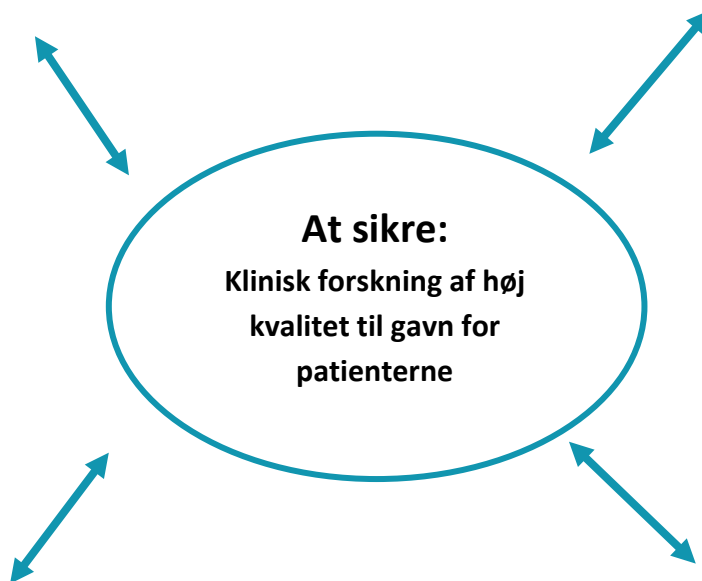 At sikre:
Klinisk forskning af høj
kvalitet til gavn for
patienterne